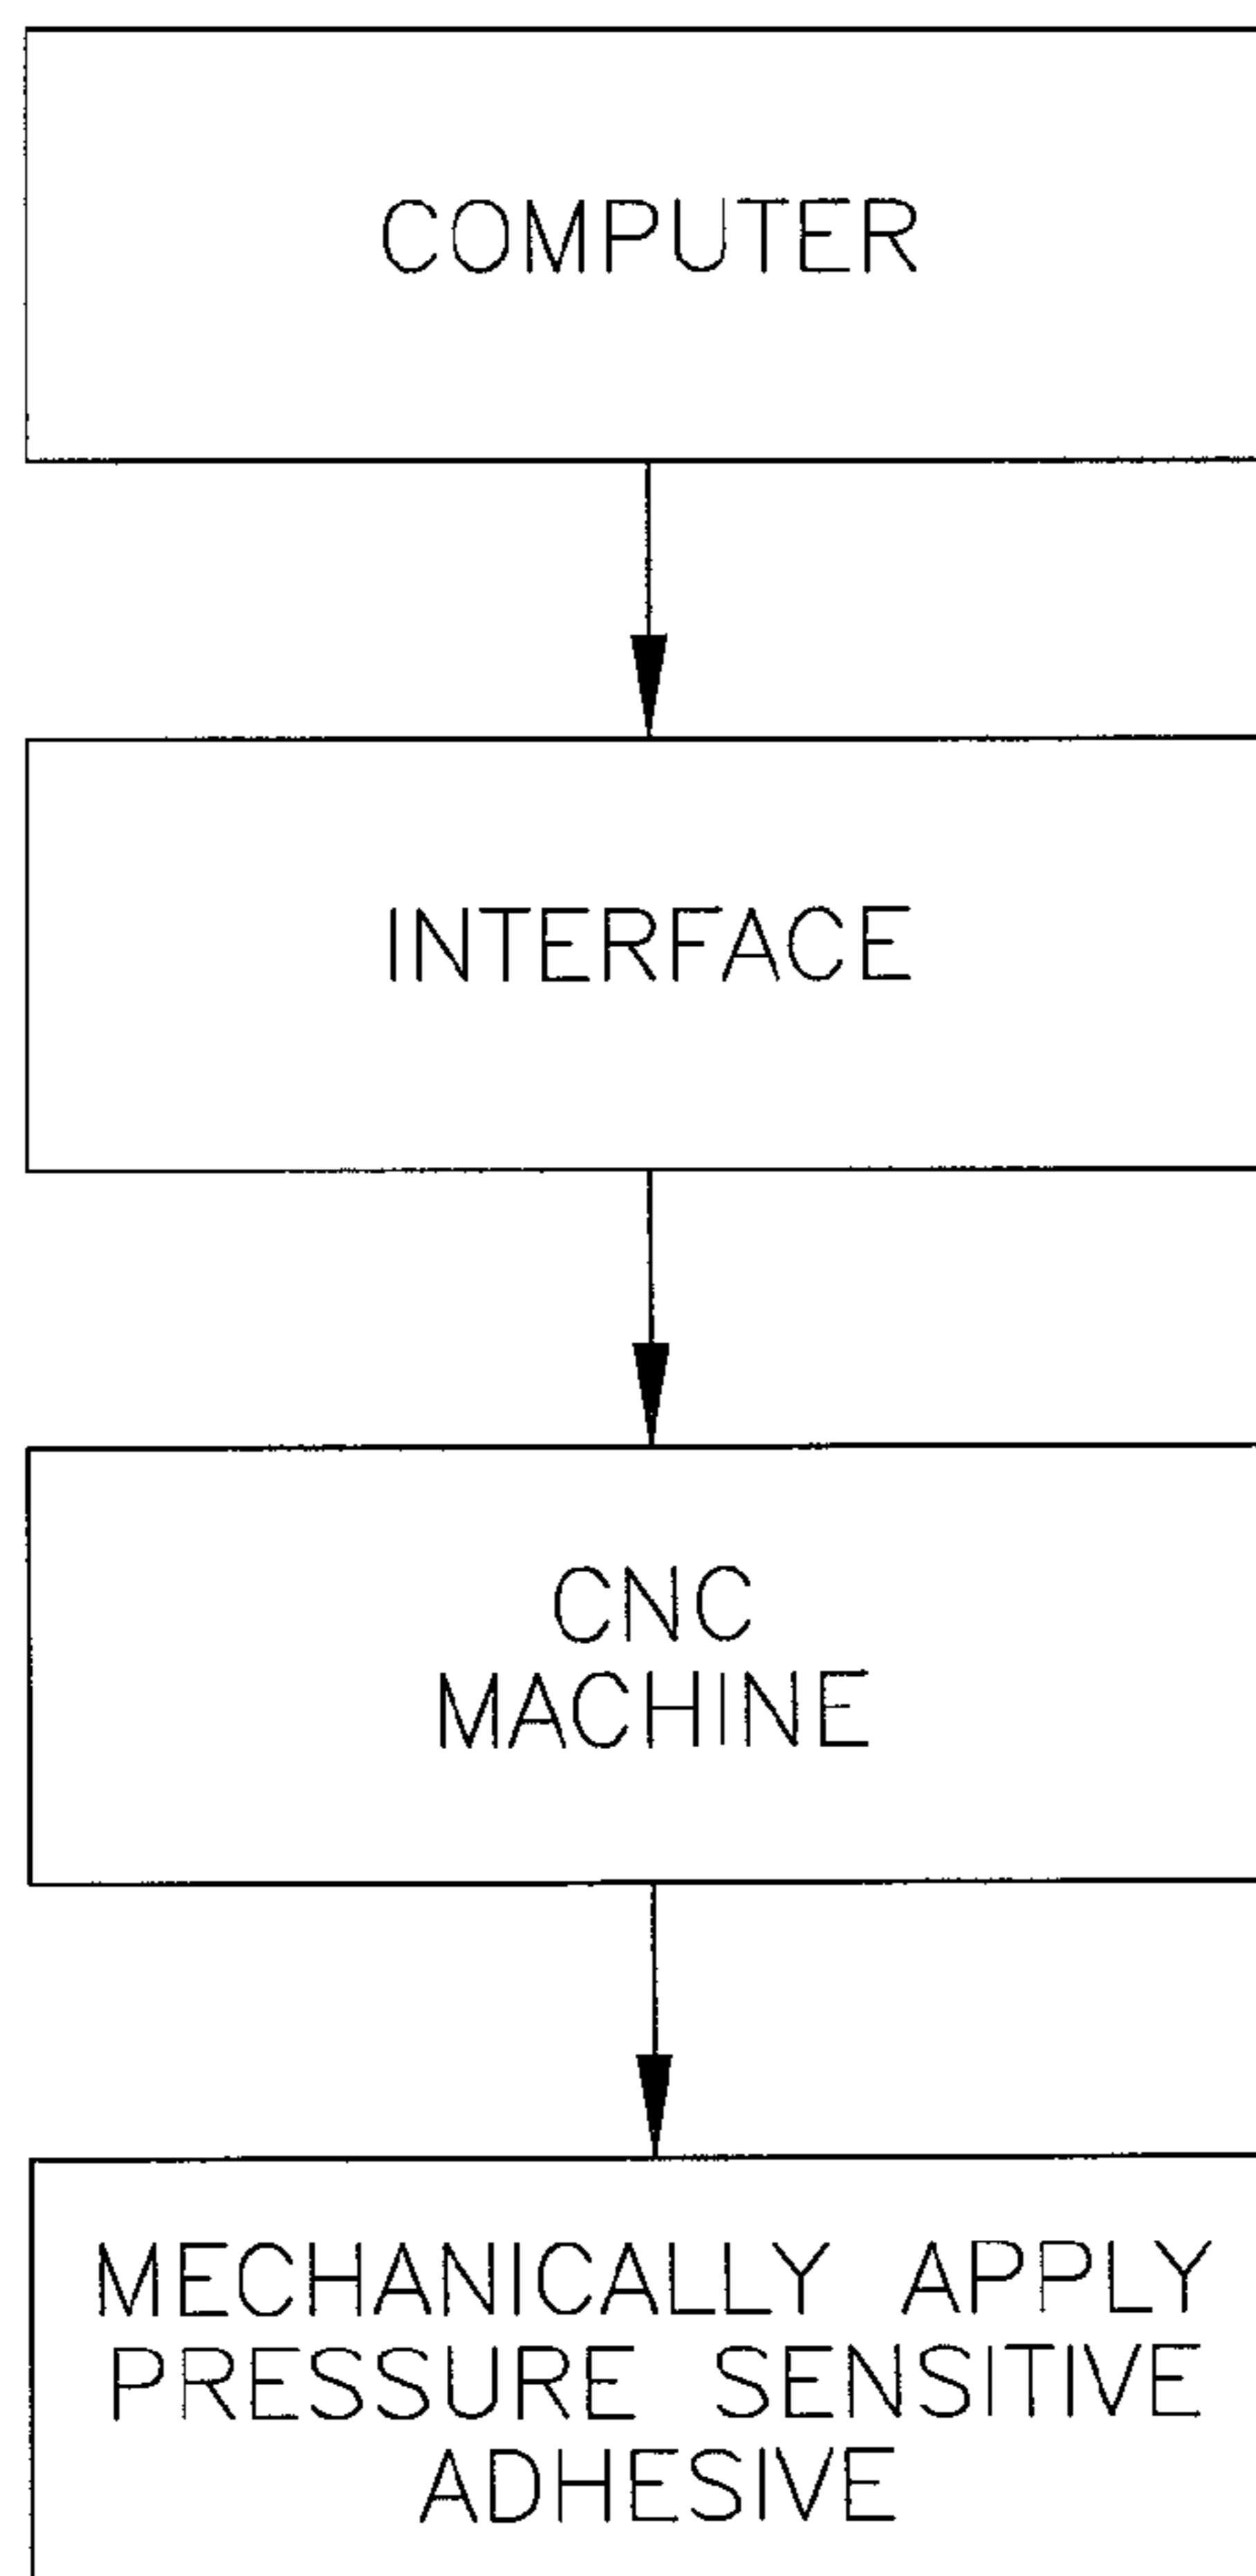 COMPUTER
INTERFACE
CNC
MACHINE
MECHANICALLY APPLY
PRESSURE SENSITIVE
ADHESIVE